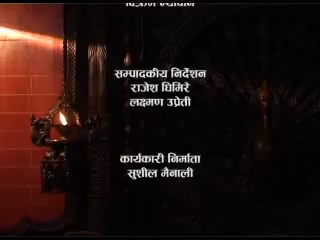 सम्पादकीय निर्देशन
राजेश घिमिरे
लक्ष्मण उप्रेती
कार्यकारी निर्माता
सुशील मैनाली